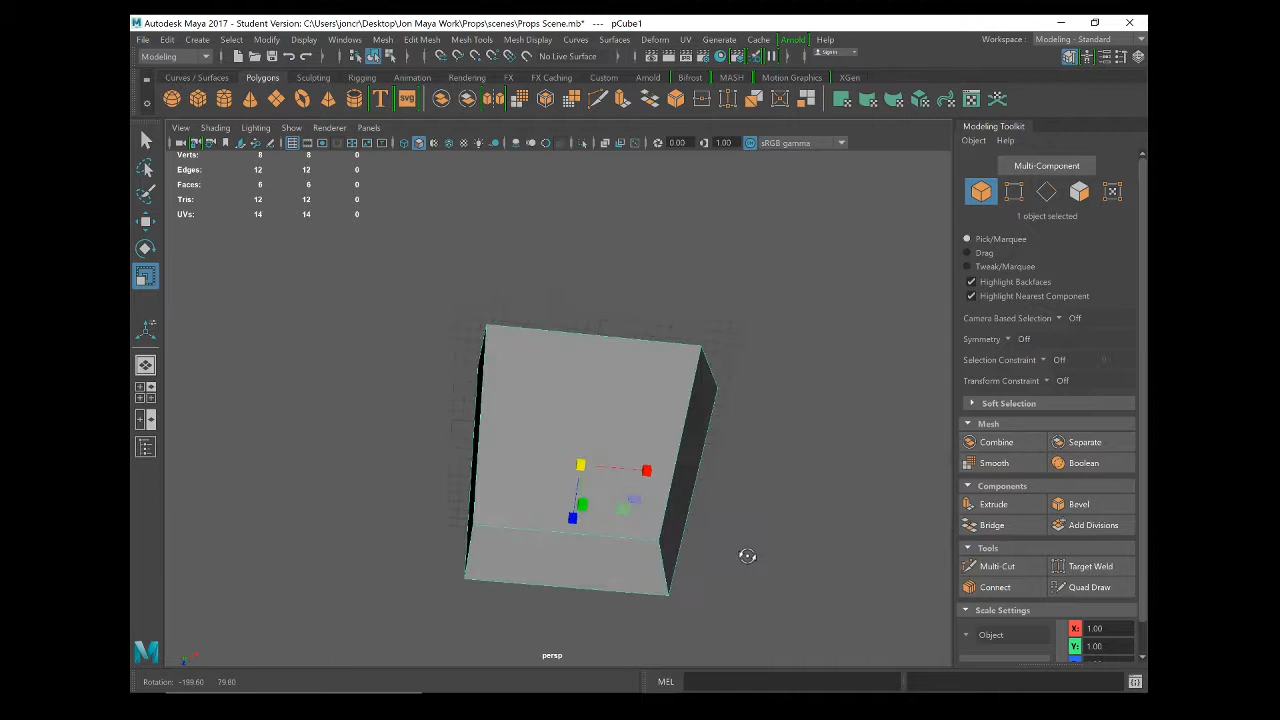 Autodesk Maya 2017 - Student Version: C:\Users\joncr\Desktop\Jon Maya Work\Props\scenes\Props Scene.mb* --- pCube1
File Edit Create Select Modify Display Windows Mesh Edit Mesh Mesh Tools Mesh Display Curves Surfaces Deform UV Generate Cache Arnold Help Workspace : Modeling - Standard
Modeling No Live Surface Sign in
Curves / Surfaces Polygons Sculpting Rigging Animation Rendering FX FX Caching Custom Arnold Bifrost MASH Motion Graphics XGen
T svg
View Shading Lighting Show Renderer Panels Modeling Toolkit
0.00 1.00 sRGB gamma Object Help
Verts: 8 8 0
Multi-Component
Edges: 12 12 0
Faces: 6 6 0
Tris: 12 12 0
UVs: 14 14 0
1 object selected
Pick/Marquee
Drag
Tweak/Marquee
Highlight Backfaces
Highlight Nearest Component
Camera Based Selection Off
Symmetry Off
Selection Constraint Off 0
Transform Constraint Off
Soft Selection
Mesh
Combine Separate
Smooth Boolean
Components
Extrude Bevel
Bridge Add Divisions
Tools
Multi-Cut Target Weld
Connect Quad Draw
Scale Settings
Object X: 1.00
Y: 1.00
persp
M
Rotation: -199.60 79.80 MEL